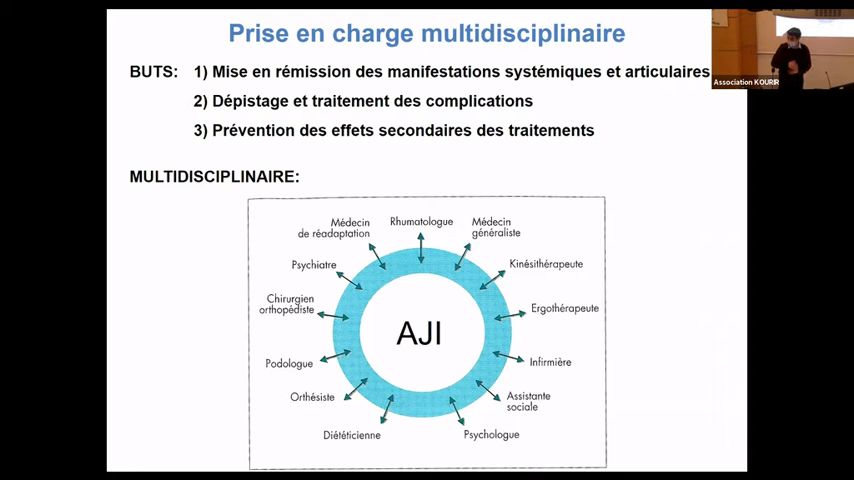 Prise en charge multidisciplinaire
BUTS: 1) Mise en rémission des manifestations systémiques et articulaires
2) Dépistage et traitement des complications
3) Prévention des effets secondaires des traitements
Association KOURIR
MULTIDISCIPLINAIRE:
Rhumatologue
Médecin
généraliste
Kinésithérapeute
Ergothérapeute
Infirmière
Assistante
sociale
Psychologue
Diététicienne
Orthésiste
Podologue
Chirurgien
orthopédiste
Psychiatre
Médecin
de réadaptation
AJI